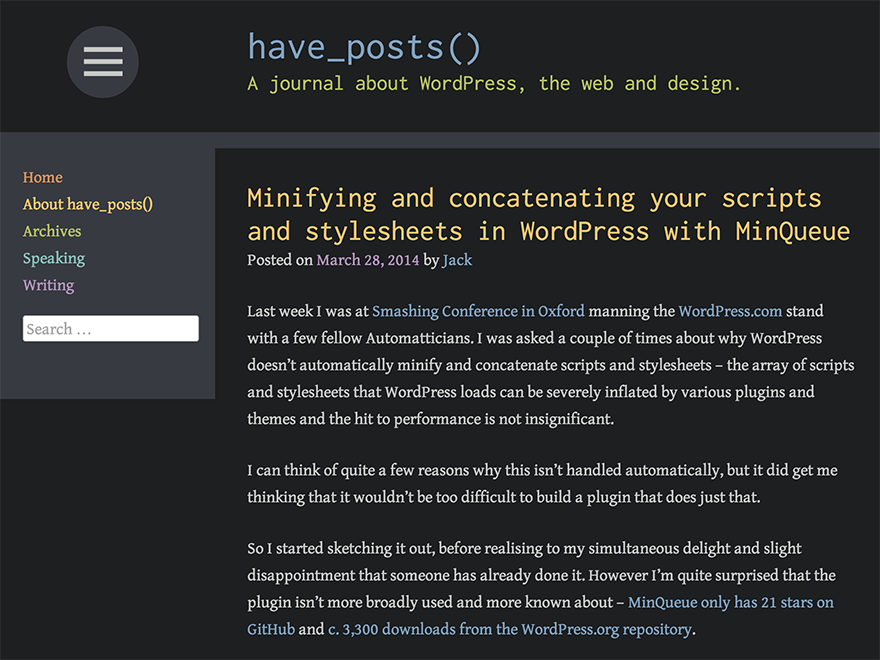 have_posts()
A journal about WordPress, the web and design.
Home
About have_posts()
Archives
Speaking
Writing
Search …
Minifying and concatenating your scripts
and stylesheets in WordPress with MinQueue
Posted on March 28, 2014 by Jack
Last week I was at Smashing Conference in Oxford manning the WordPress.com stand
with a few fellow Automatticians. I was asked a couple of times about why WordPress
doesn’t automatically minify and concatenate scripts and stylesheets – the array of scripts
and stylesheets that WordPress loads can be severely inflated by various plugins and
themes and the hit to performance is not insignificant.
I can think of quite a few reasons why this isn’t handled automatically, but it did get me
thinking that it wouldn’t be too difficult to build a plugin that does just that.
So I started sketching it out, before realising to my simultaneous delight and slight
disappointment that someone has already done it. However I’m quite surprised that the
plugin isn’t more broadly used and more known about – MinQueue only has 21 stars on
GitHub and c. 3,300 downloads from the WordPress.org repository.